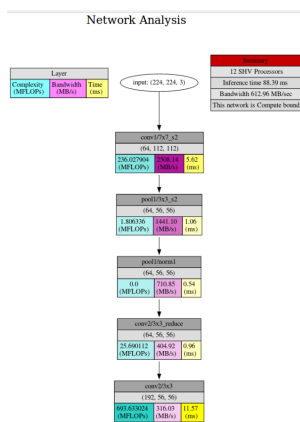 Network Analysis
Layer
Complexity (MFLOPs) Bandwidth (MB/s) Time (ms)
input: (224, 224, 3)
Summary
12 SHV Processors
Inference time 88.39 ms
Bandwidth 612.96 MB/sec
This network is Compute bound
conv1/7x7_s2
(64, 112, 112)
236.027904 (MFLOPs) 2508.14 (MB/s) 5.62 (ms)
pool1/3x3_s2
(64, 56, 56)
1.806336 (MFLOPs) 1441.10 (MB/s) 1.06 (ms)
pool1/norm1
(64, 56, 56)
0.0 (MFLOPs) 710.85 (MB/s) 0.54 (ms)
conv2/3x3_reduce
(64, 56, 56)
25.690112 (MFLOPs) 404.92 (MB/s) 0.96 (ms)
conv2/3x3
(192, 56, 56)
693.633024 (MFLOPs) 316.03 (MB/s) 11.57 (ms)